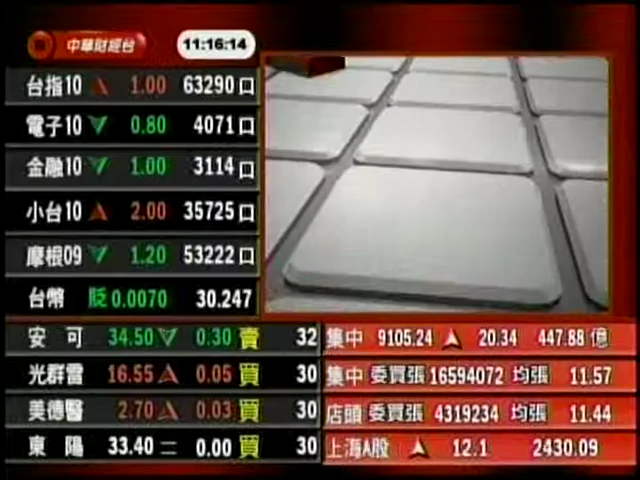 中華財經台 11:16:14
台指10 1.00 63290口
電子10 0.80 4071口
金融10 1.00 3114口
小台10 2.00 35725口
摩根09 1.20 53222口
台幣 貶0.0070 30.247
安可 34.50 0.30 賣 32
光群雷 16.55 0.05 買 30
美德醫 2.70 0.03 買 30
東陽 33.40 = 0.00 買 30
集中 9105.24 20.34 447.88 億
集中 委買張 16594072 均張 11.57
店頭 委買張 4319234 均張 11.44
上海A股 12.1 2430.09